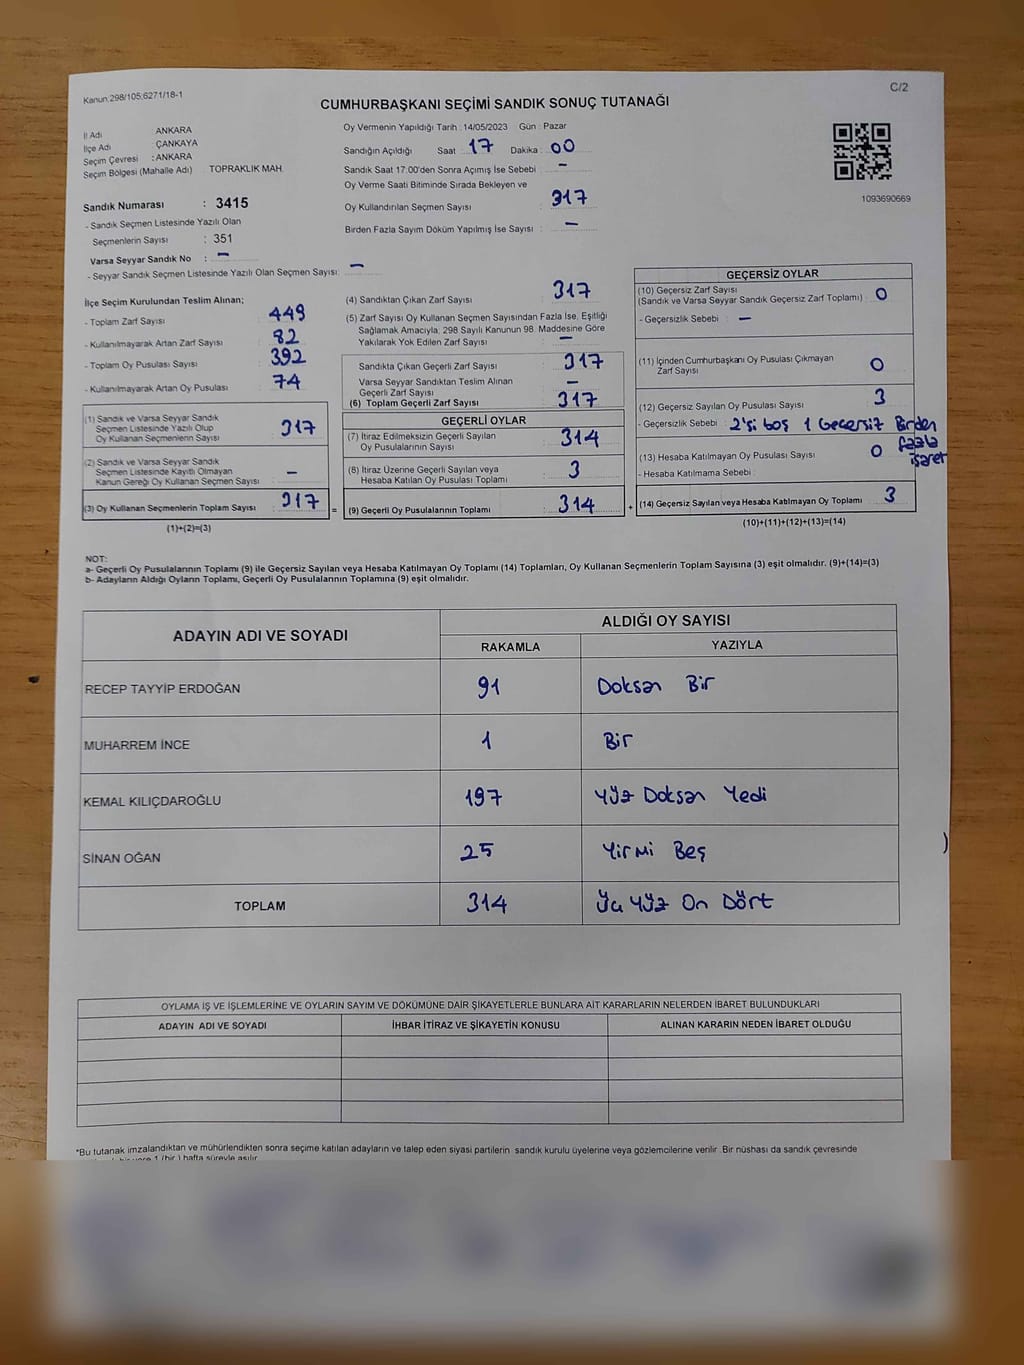 Kanun:298/105;6271/18-1
C/2
CUMHURBAŞKANI SEÇİMİ SANDIK SONUÇ TUTANAĞI
İl Adı ANKARA
İlçe Adı ÇANKAYA
Seçim Çevresi : ANKARA
Seçim Bölgesi (Mahalle Adı) TOPRAKLIK MAH.
Sandık Numarası : 3415
- Sandık Seçmen Listesinde Yazılı Olan
Seçmenlerin Sayısı : 351
Varsa Seyyar Sandık No : –
- Seyyar Sandık Seçmen Listesinde Yazılı Olan Seçmen Sayısı: –
Oy Vermenin Yapıldığı Tarih : 14/05/2023 Gün : Pazar
Sandığın Açıldığı Saat 17 Dakika : 00
Sandık Saat 17:00'den Sonra Açımış İse Sebebi : –
Oy Verme Saati Bitiminde Sırada Bekleyen ve
Oy Kullandırılan Seçmen Sayısı : 317
Birden Fazla Sayım Döküm Yapılmış İse Sayısı : –
1093690669
İlçe Seçim Kurulundan Teslim Alınan;
- Toplam Zarf Sayısı : 449
- Kullanılmayarak Artan Zarf Sayısı : 82
- Toplam Oy Pusulası Sayısı : 392
- Kullanılmayarak Artan Oy Pusulası : 74
(1) Sandık ve Varsa Seyyar Sandık
Seçmen Listesinde Yazılı Olup
Oy Kullanan Seçmenlerin Sayısı : 317
(2) Sandık ve Varsa Seyyar Sandık
Seçmen Listesinde Kayıtlı Olmayan
Kanun Gereği Oy Kullanan Seçmen Sayısı : –
(3) Oy Kullanan Seçmenlerin Toplam Sayısı : 317 =
(1)+(2)=(3)
(4) Sandıktan Çıkan Zarf Sayısı : 317
(5) Zarf Sayısı Oy Kullanan Seçmen Sayısından Fazla İse, Eşitliği
Sağlamak Amacıyla, 298 Sayılı Kanunun 98. Maddesine Göre
Yakılarak Yok Edilen Zarf Sayısı : –
Sandıkta Çıkan Geçerli Zarf Sayısı : 317
Varsa Seyyar Sandıktan Teslim Alınan
Geçerli Zarf Sayısı : –
(6) Toplam Geçerli Zarf Sayısı : 317
GEÇERLİ OYLAR
(7) İtiraz Edilmeksizin Geçerli Sayılan
Oy Pusulalarının Sayısı : 314
(8) İtiraz Üzerine Geçerli Sayılan veya
Hesaba Katılan Oy Pusulası Toplamı : 3
(9) Geçerli Oy Pusulalarının Toplamı : 314 +
GEÇERSİZ OYLAR
(10) Geçersiz Zarf Sayısı
(Sandık ve Varsa Seyyar Sandık Geçersiz Zarf Toplamı) : 0
- Geçersizlik Sebebi : –
(11) İçinden Cumhurbaşkanı Oy Pusulası Çıkmayan
Zarf Sayısı : 0
(12) Geçersiz Sayılan Oy Pusulası Sayısı : 3
- Geçersizlik Sebebi : 2'si boş 1 Gecersiz Birden
fazla
işaret
(13) Hesaba Katılmayan Oy Pusulası Sayısı : 0
- Hesaba Katılmama Sebebi :
(14) Geçersiz Sayılan veya Hesaba Katılmayan Oy Toplamı : 3
(10)+(11)+(12)+(13)=(14)
NOT:
a- Geçerli Oy Pusulalarının Toplamı (9) ile Geçersiz Sayılan veya Hesaba Katılmayan Oy Toplamı (14) Toplamları, Oy Kullanan Seçmenlerin Toplam Sayısına (3) eşit olmalıdır. (9)+(14)=(3)
b- Adayların Aldığı Oyların Toplamı, Geçerli Oy Pusulalarının Toplamına (9) eşit olmalıdır.
ADAYIN ADI VE SOYADI ALDIĞI OY SAYISI
RAKAMLA YAZIYLA
RECEP TAYYİP ERDOĞAN 91 Doksan Bir
MUHARREM İNCE 1 Bir
KEMAL KILIÇDAROĞLU 197 Yüz Doksan Yedi
SİNAN OĞAN 25 Yirmi Beş
TOPLAM 314 Üç Yüz On Dört
OYLAMA İŞ VE İŞLEMLERİNE VE OYLARIN SAYIM VE DÖKÜMÜNE DAİR ŞİKAYETLERLE BUNLARA AİT KARARLARIN NELERDEN İBARET BULUNDUKLARI
ADAYIN ADI VE SOYADI İHBAR İTİRAZ VE ŞİKAYETİN KONUSU ALINAN KARARIN NEDEN İBARET OLDUĞU
*Bu tutanak imzalandıktan ve mühürlendikten sonra seçime katılan adayların ve talep eden siyasi partilerin sandık kurulu üyelerine veya gözlemcilerine verilir .Bir nüshası da sandık çevresinde
1 (bir ) hafta süreyle asılır.